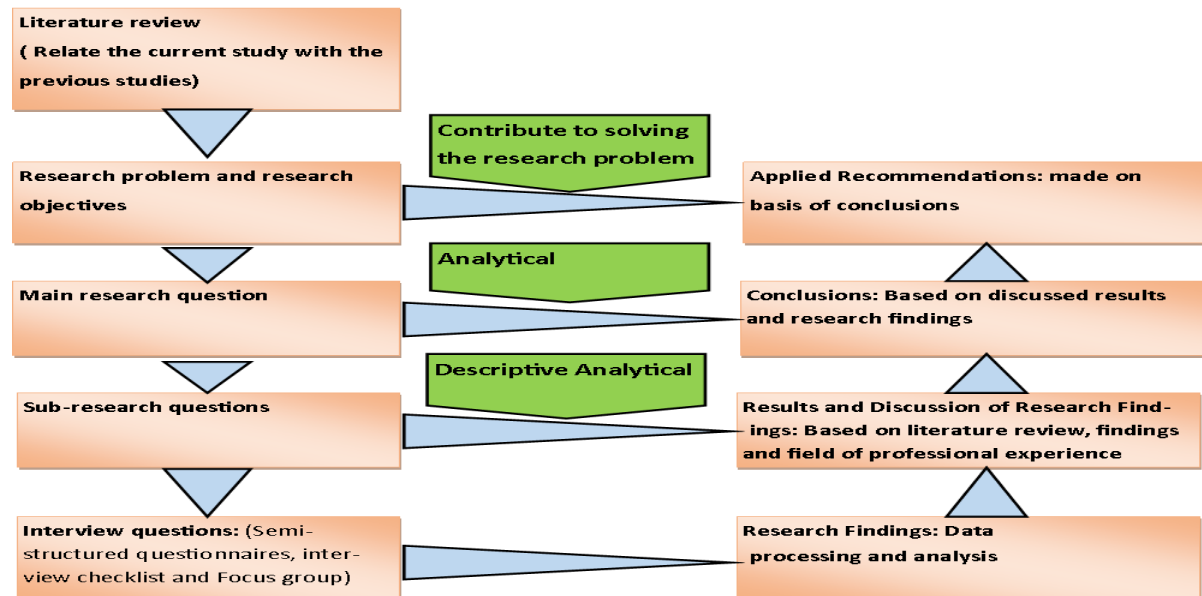 Literature review
( Relate the current study with the
previous studies)
Contribute to solving
the research problem
Research problem and research
objectives
Applied Recommendations: made on
basis of conclusions
Analytical
Main research question
Conclusions: Based on discussed results
and research findings
Descriptive Analytical
Sub-research questions
Results and Discussion of Research Find-
ings: Based on literature review, findings
and field of professional experience
Interview questions: (Semi-
structured questionnaires, inter-
view checklist and Focus group)
Research Findings: Data
processing and analysis